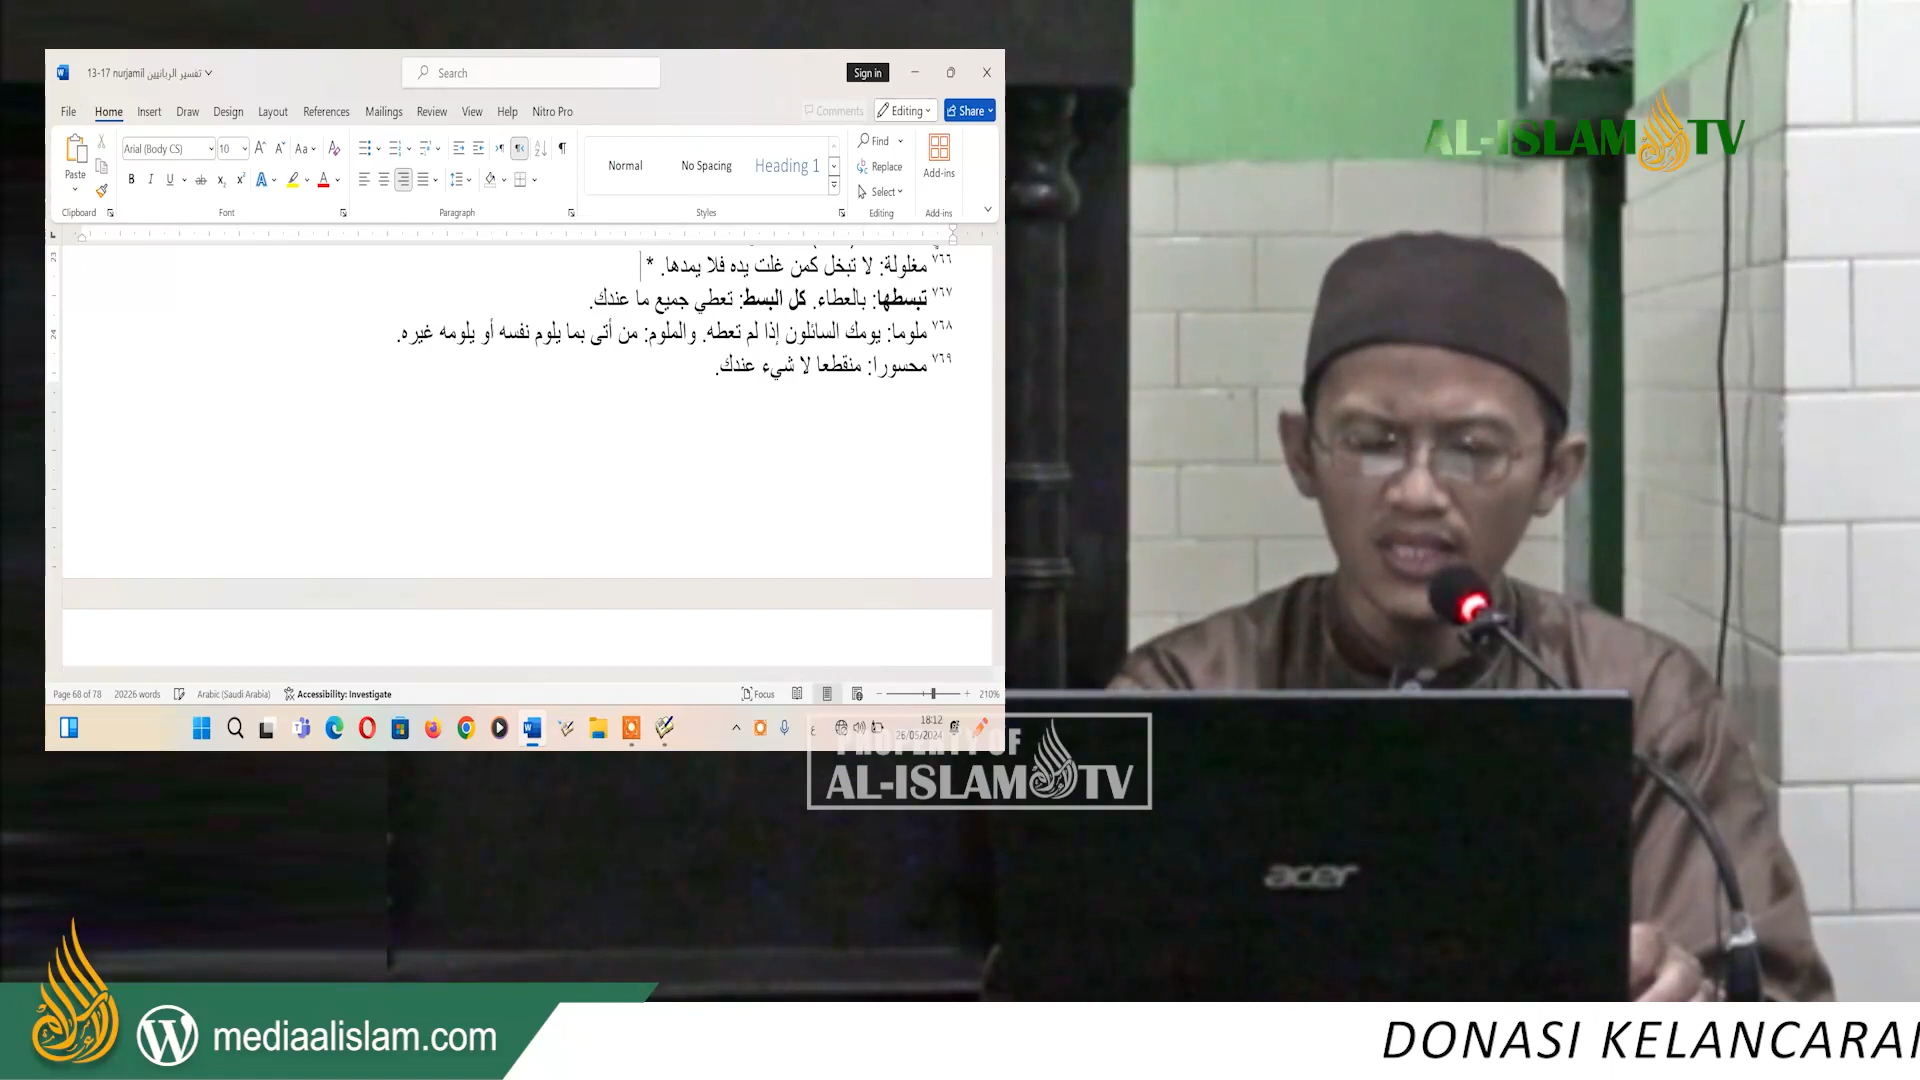 13-17 nurjamil تفسير الربانيين
Search
Sign in
File Home Insert Draw Design Layout References Mailings Review View Help Nitro Pro
Comments Editing Share
Paste
Arial (Body CS) 10
Normal No Spacing Heading 1
Find
Replace
Select
Add-ins
Clipboard Font Paragraph Styles Editing Add-ins
٧٦٦ مغلولة: لا تبخل كمن غلت يده فلا يمدها. *
٧٦٧ تبسطها: بالعطاء. كل البسط: تعطي جميع ما عندك.
٧٦٨ ملوما: يومك السائلون إذا لم تعطه. والملوم: من أتى بما يلوم نفسه أو يلومه غيره.
٧٦٩ محسورا: منقطعا لا شيء عندك.
Page 68 of 78 20226 words Arabic (Saudi Arabia) Accessibility: Investigate Focus 210%
18:12
26/05/2024
AL-ISLAM TV
PROPERTY OF
AL-ISLAM TV
acer
mediaalislam.com
DONASI KELANCARAN